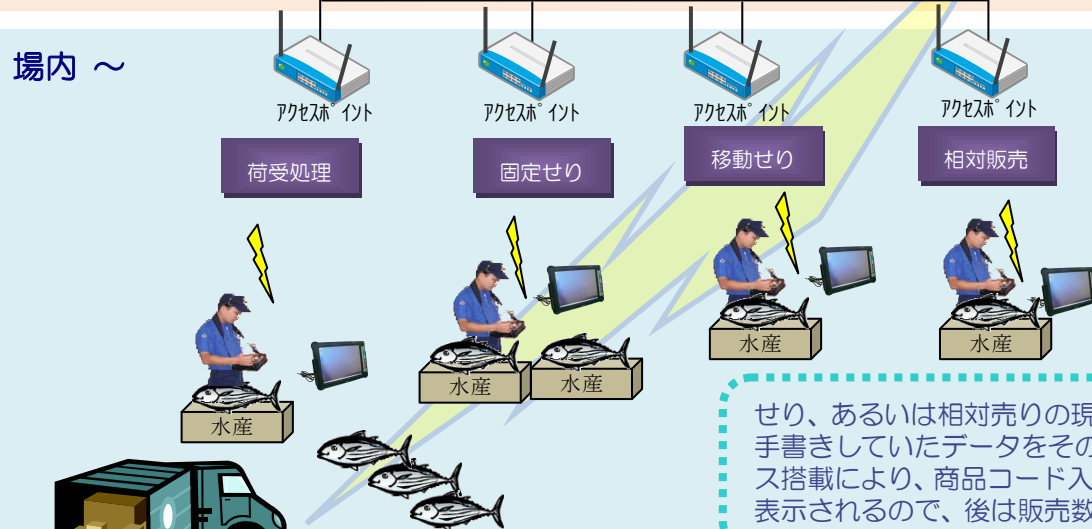 場内 ~
アクセスポイント
アクセスポイント
アクセスポイント
アクセスポイント
荷受処理
固定せり
移動せり
相対販売
水産
水産
水産
水産
水産
せり、あるいは相対売りの現
手書きしていたデータをその
ス搭載により、商品コード入
表示されるので、後は販売数